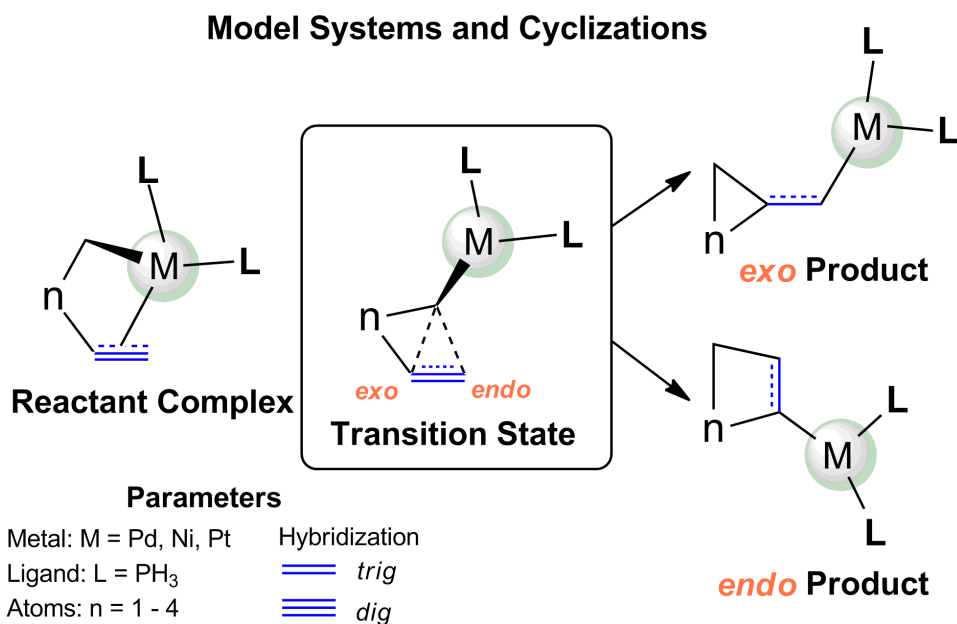 Model Systems and Cyclizations
L
L
M
n
Reactant Complex
L
M
L
n
exo
endo
Transition State
L
M
L
n
exo Product
n
L
M
L
endo Product
Parameters
Metal: M = Pd, Ni, Pt
Ligand: L = PH₃
Atoms: n = 1 - 4
Hybridization
trig
dig